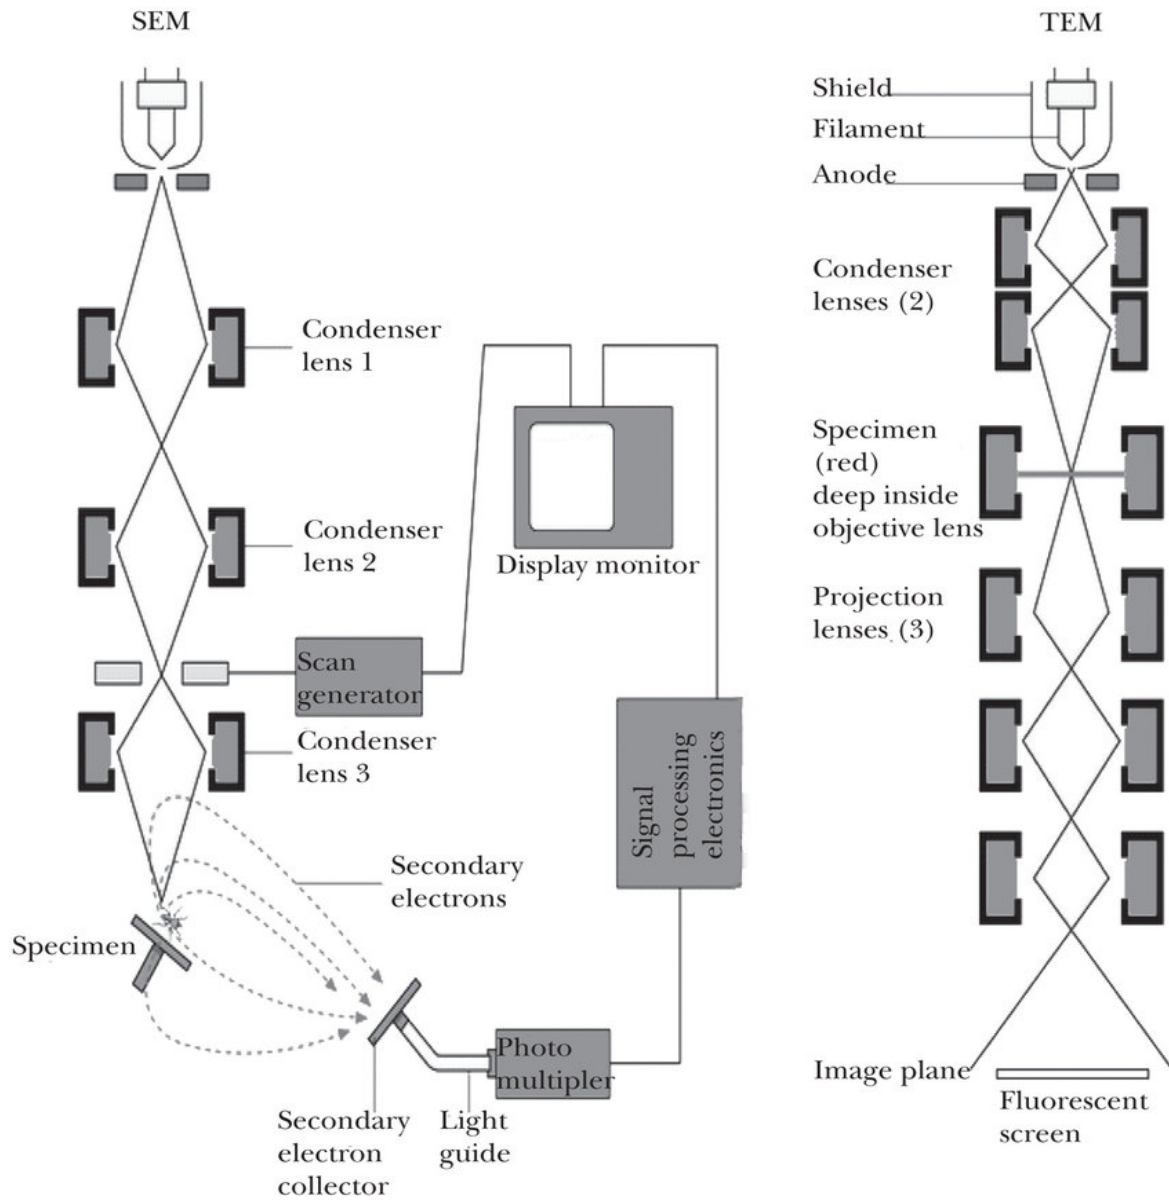 SEM
Condenser
lens 1
Condenser
lens 2
Display monitor
Scan
generator
Condenser
lens 3
Signal
processing
electronics
Secondary
electrons
Specimen
Photo
multipler
Secondary
electron
collector
Light
guide
TEM
Shield
Filament
Anode
Condenser
lenses (2)
Specimen
(red)
deep inside
objective lens
Projection
lenses (3)
Image plane
Fluorescent
screen